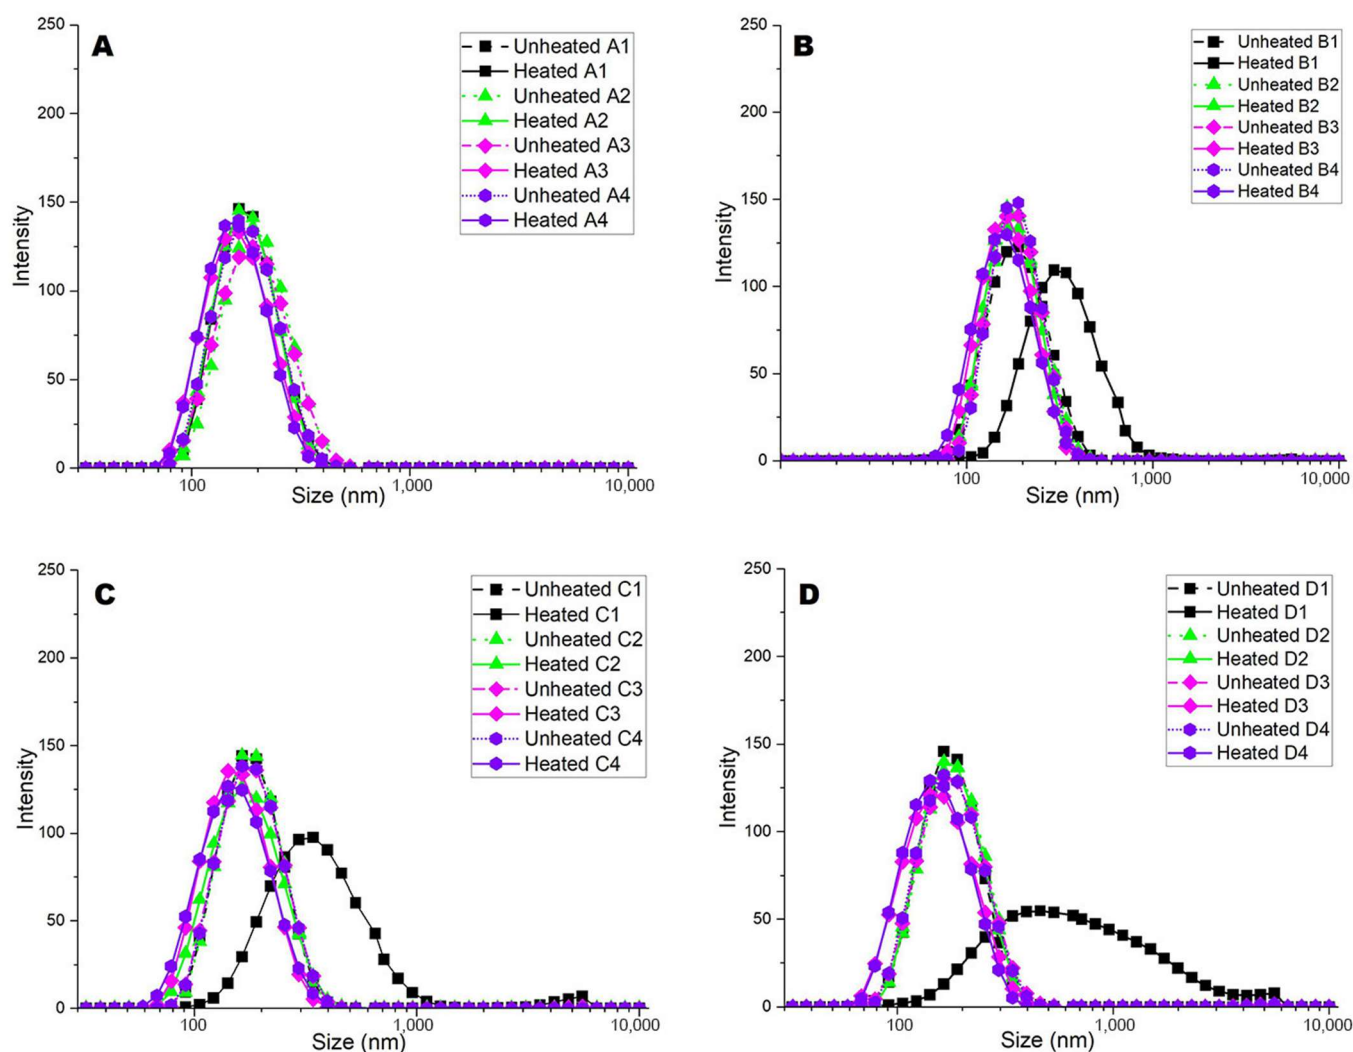 A
250
200
150
100
50
0
Intensity
100
1,000
10,000
Size (nm)
Unheated A1
Heated A1
Unheated A2
Heated A2
Unheated A3
Heated A3
Unheated A4
Heated A4
B
250
200
150
100
50
0
Intensity
100
1,000
10,000
Size (nm)
Unheated B1
Heated B1
Unheated B2
Heated B2
Unheated B3
Heated B3
Unheated B4
Heated B4
C
250
200
150
100
50
0
Intensity
100
1,000
10,000
Size (nm)
Unheated C1
Heated C1
Unheated C2
Heated C2
Unheated C3
Heated C3
Unheated C4
Heated C4
D
250
200
150
100
50
0
Intensity
100
1,000
10,000
Size (nm)
Unheated D1
Heated D1
Unheated D2
Heated D2
Unheated D3
Heated D3
Unheated D4
Heated D4